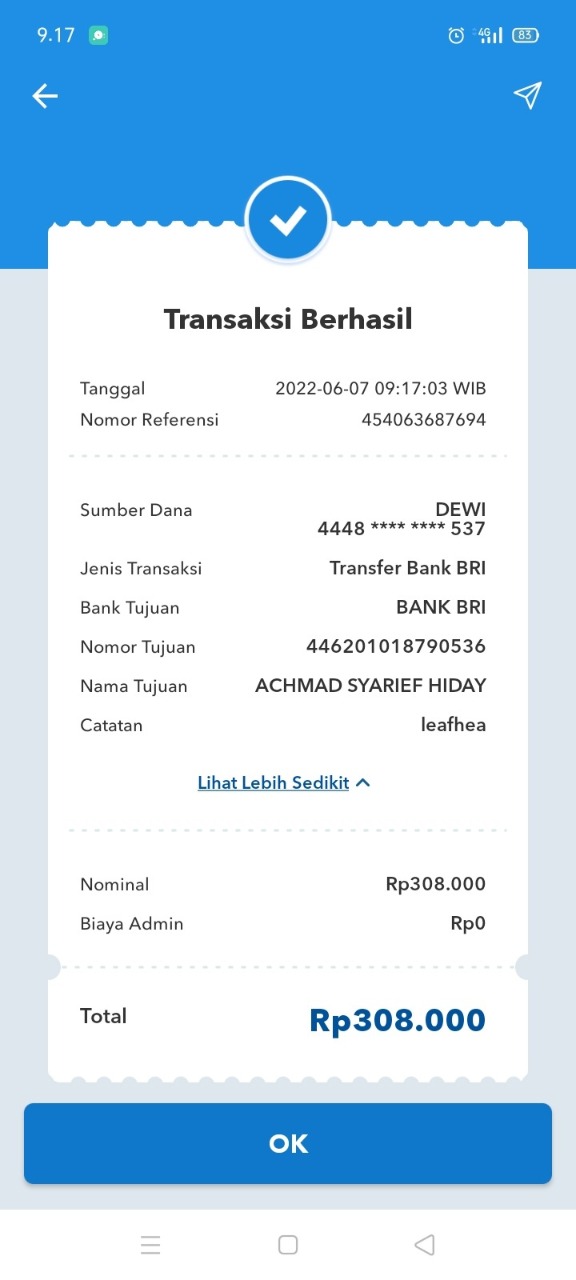 9.17
4G
83
Transaksi Berhasil
Tanggal 2022-06-07 09:17:03 WIB
Nomor Referensi 454063687694
Sumber Dana DEWI
4448 **** **** 537
Jenis Transaksi Transfer Bank BRI
Bank Tujuan BANK BRI
Nomor Tujuan 446201018790536
Nama Tujuan ACHMAD SYARIEF HIDAY
Catatan leafhea
Lihat Lebih Sedikit
Nominal Rp308.000
Biaya Admin Rp0
Total Rp308.000
OK